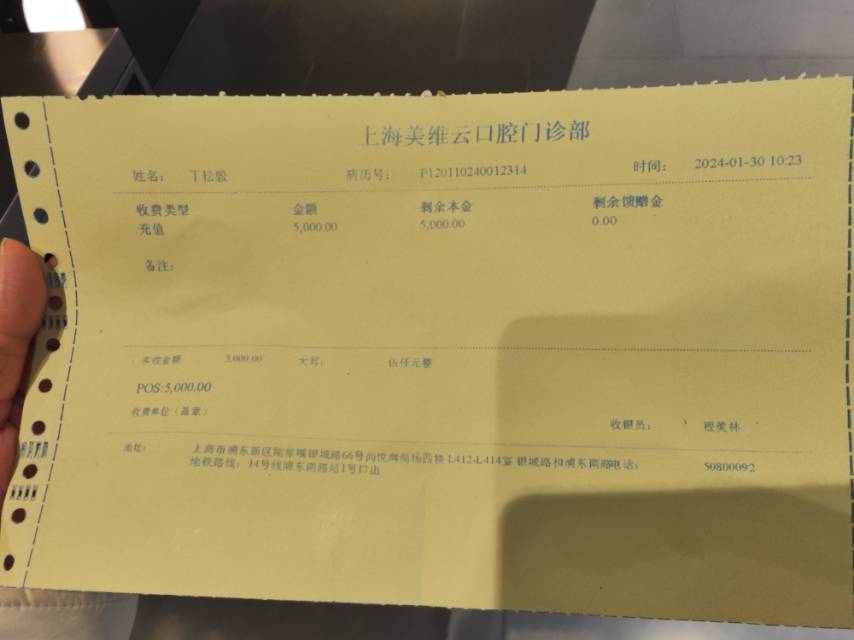 上海美维云口腔门诊部
姓名： 丁松毅 病历号： P120110240012314 时间： 2024-01-30 10:23
收费类型 金额 剩余本金 剩余馈赠金
充值 5,000.00 5,000.00 0.00
备注：
实收金额 5,000.00 大写： 伍仟元整
POS:5,000.00
收费单位（盖章） 收银员： 程美林
地址： 上海市浦东新区陆家嘴银城路66号尚悦湾商场四楼 L412-L414室 银城路和浦东南路 电话： 50800092
地铁路线：14号线浦东南路站1号口出